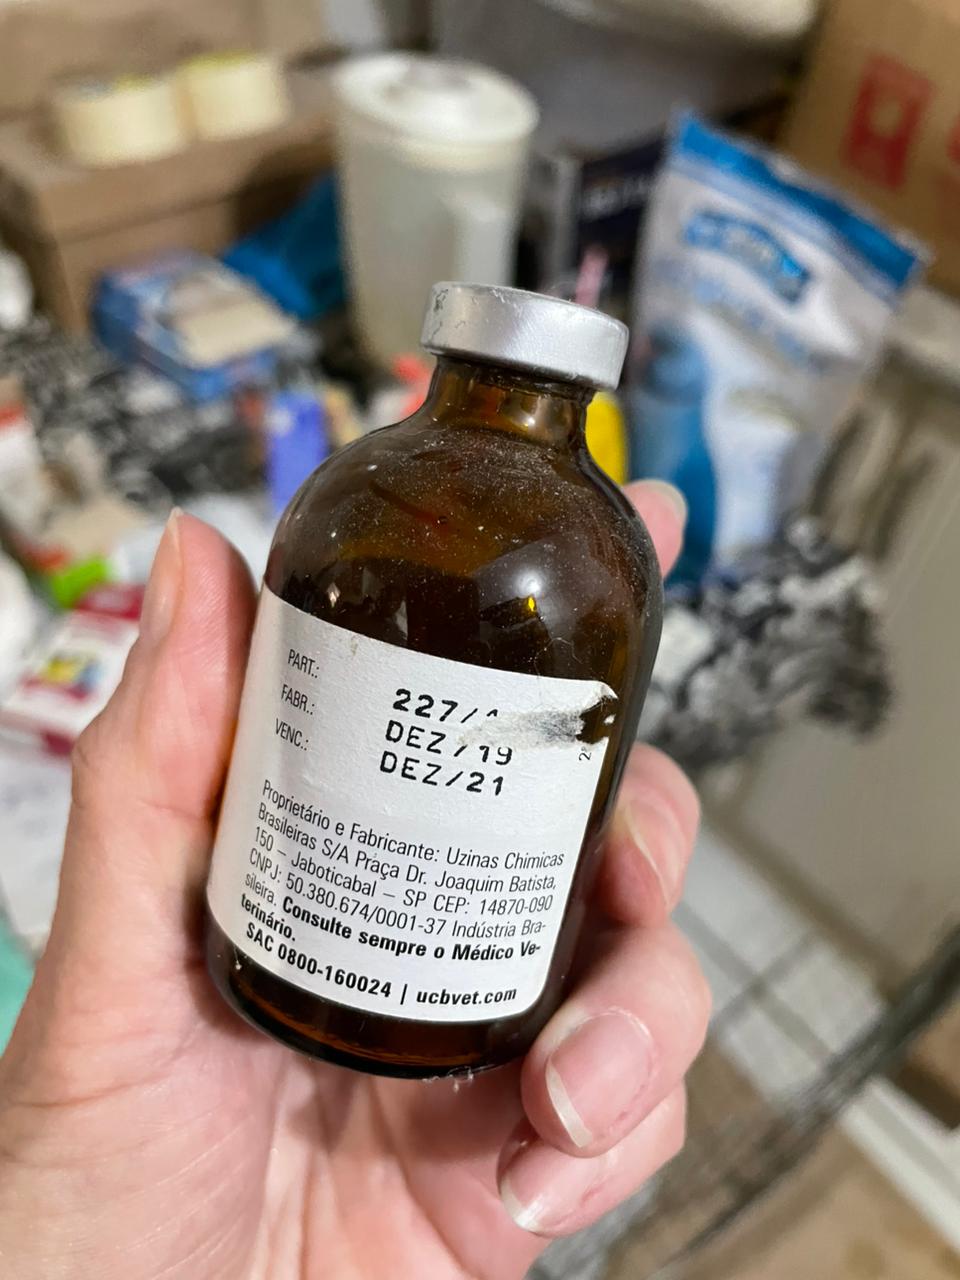 PART.:
227/
FABR.:
DEZ/19
VENC.:
DEZ/21
Proprietário e Fabricante: Uzinas Chimicas
Brasileiras S/A Praça Dr. Joaquim Batista,
150 – Jaboticabal – SP CEP: 14870-090
CNPJ: 50.380.674/0001-37 Indústria Bra-
sileira. Consulte sempre o Médico Ve-
terinário.
SAC 0800-160024 | ucbvet.com